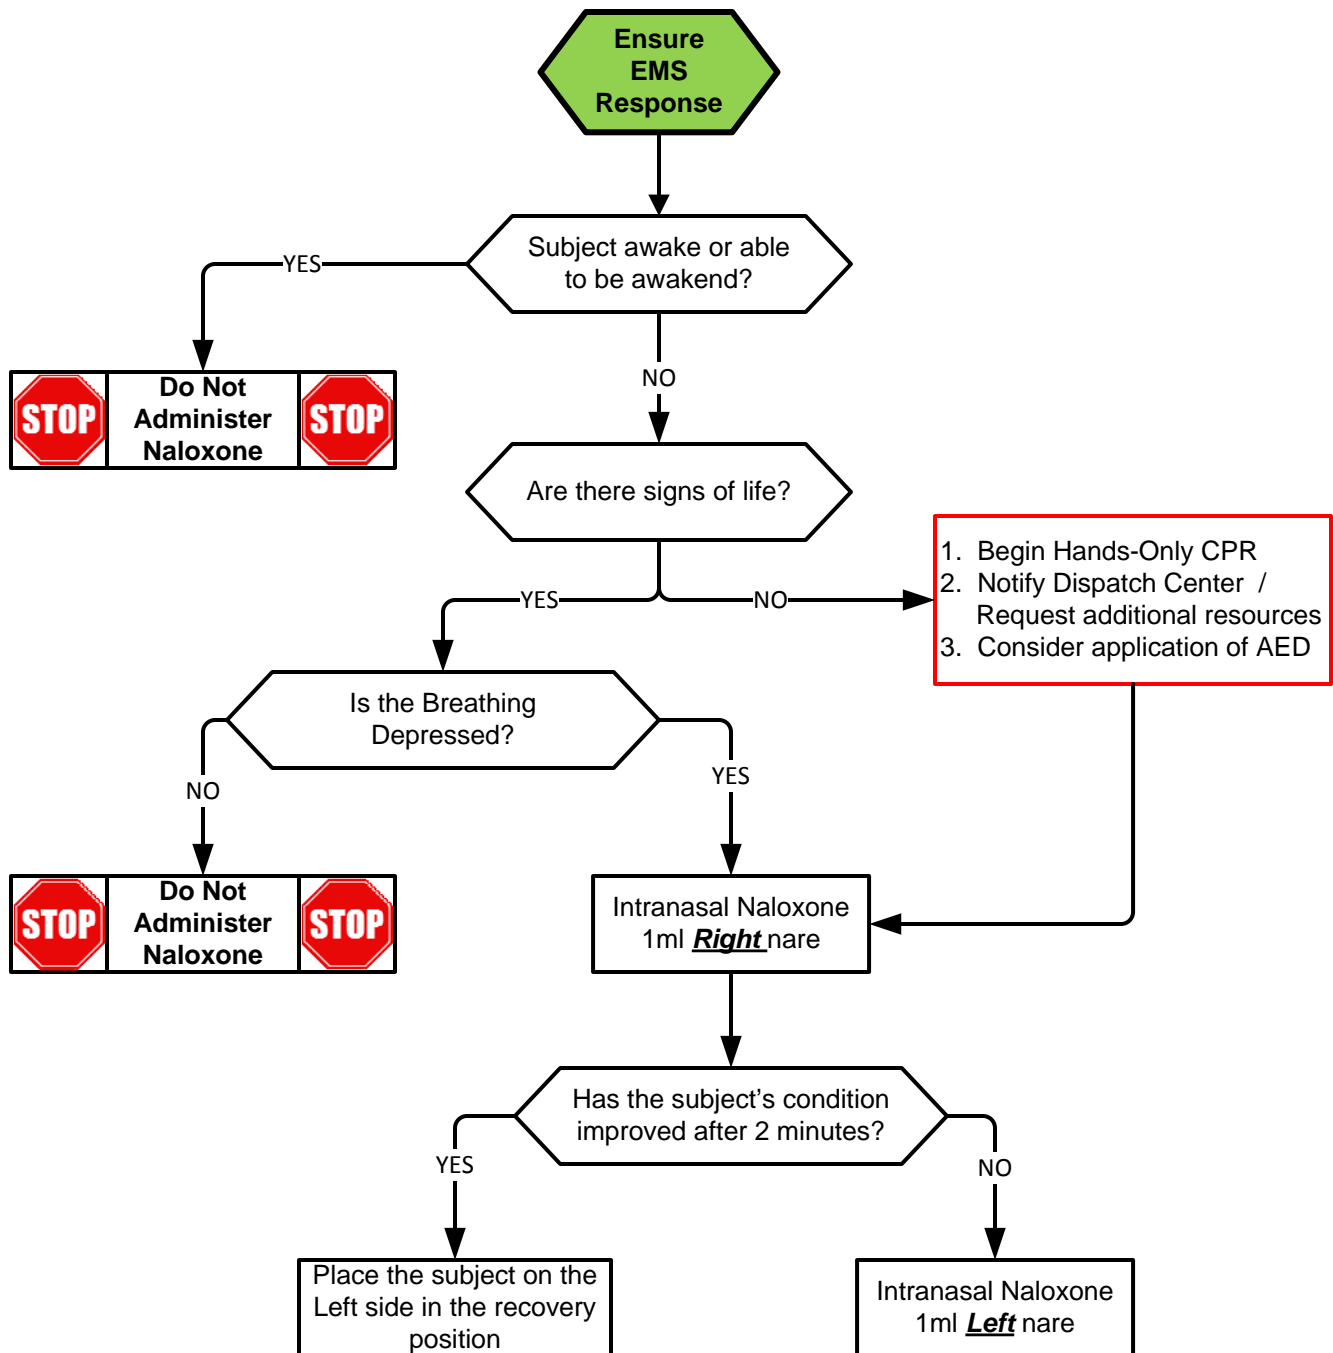 Ensure
EMS
Response
Subject awake or able
to be awakend?
YES
NO
STOP
Do Not
Administer
Naloxone
STOP
Are there signs of life?
YES
NO
1. Begin Hands-Only CPR
2. Notify Dispatch Center /
Request additional resources
3. Consider application of AED
Is the Breathing
Depressed?
NO
YES
STOP
Do Not
Administer
Naloxone
STOP
Intranasal Naloxone
1ml Right nare
Has the subject's condition
improved after 2 minutes?
YES
NO
Place the subject on the
Left side in the recovery
position
Intranasal Naloxone
1ml Left nare